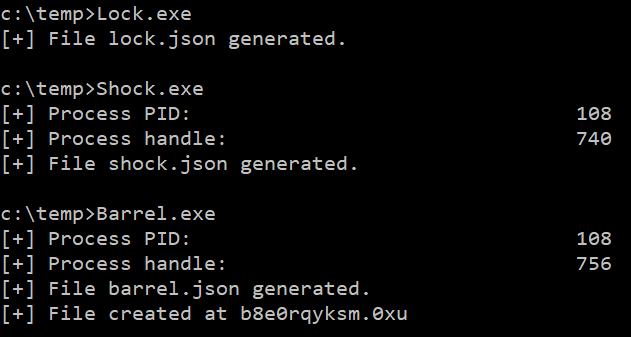 c:\temp>Lock.exe
[+] File lock.json generated.
c:\temp>Shock.exe
[+] Process PID: 108
[+] Process handle: 740
[+] File shock.json generated.
c:\temp>Barrel.exe
[+] Process PID: 108
[+] Process handle: 756
[+] File barrel.json generated.
[+] File created at b8e0rqyksm.0xu